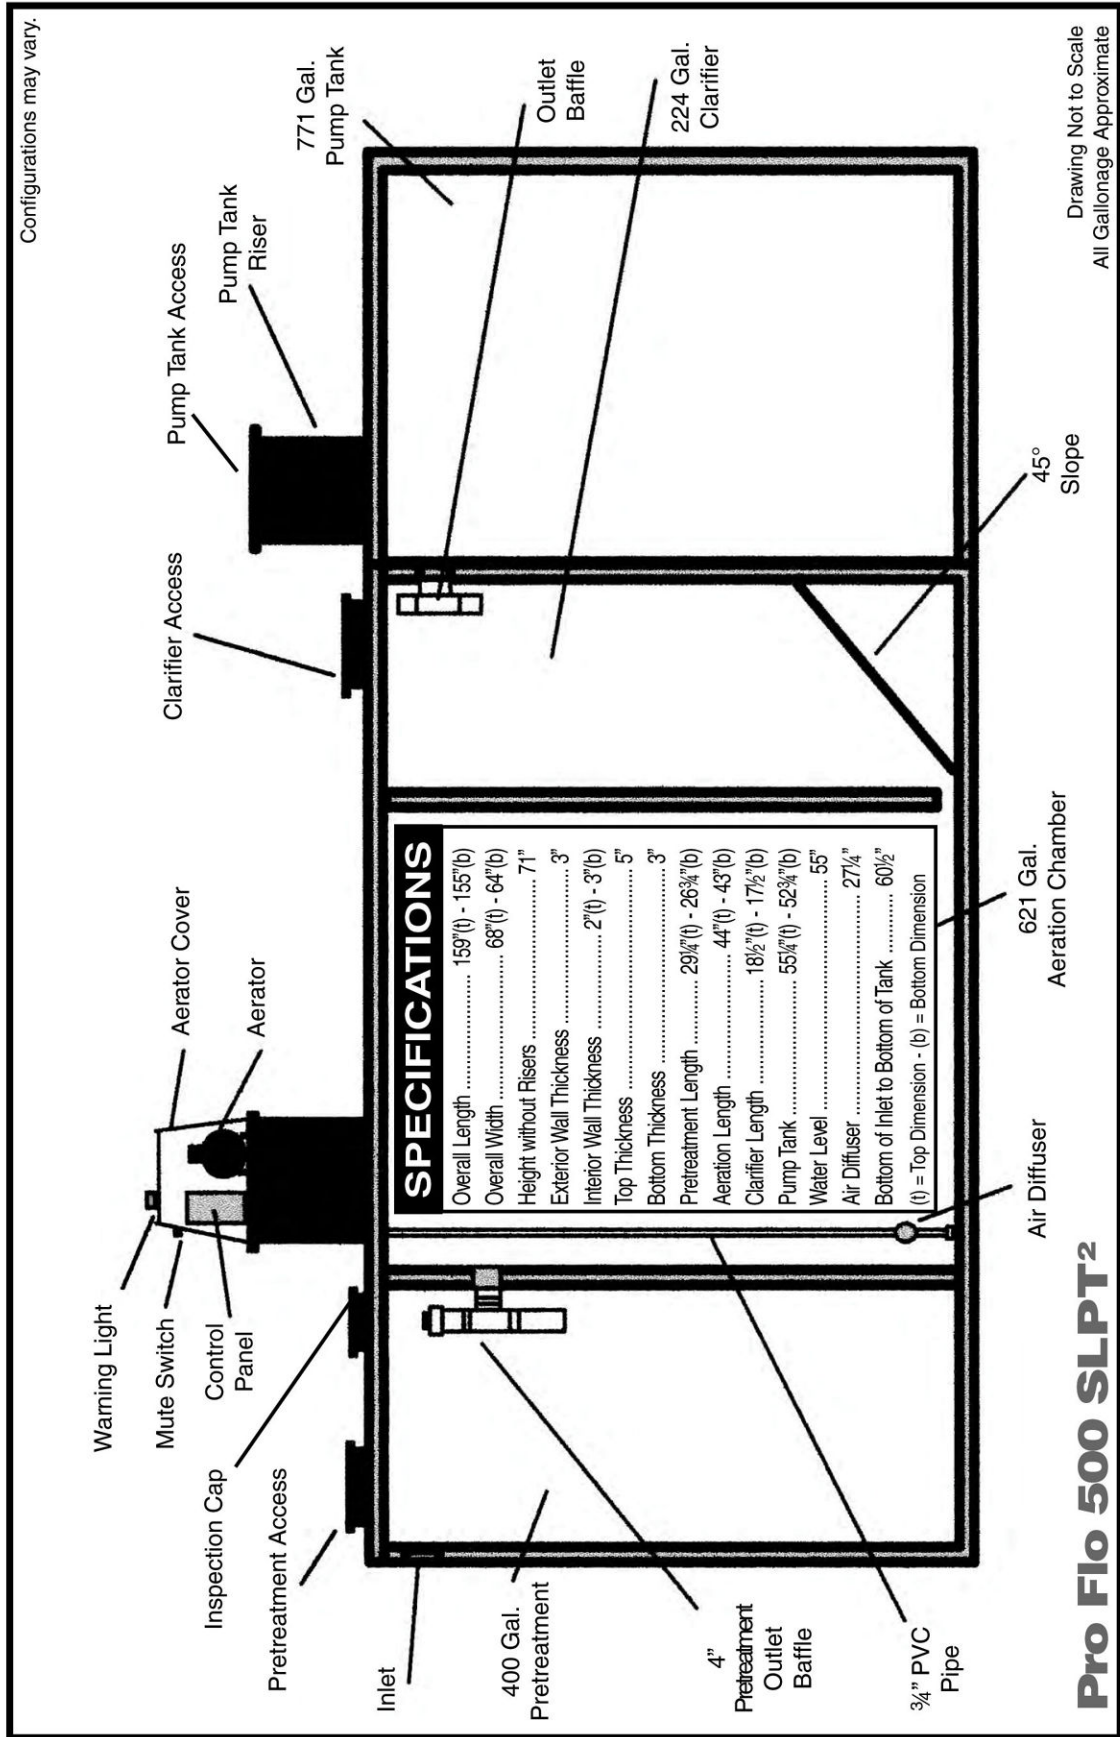 Configurations may vary.
Warning Light
Mute Switch
Control
Panel
Inspection Cap
Pretreatment Access
Inlet
400 Gal.
Pretreatment
4"
Pretreatment
Outlet
Baffle
¾" PVC
Pipe
Aerator Cover
Aerator
Clarifier Access
Pump Tank Access
Pump Tank
Riser
771 Gal.
Pump Tank
Outlet
Baffle
224 Gal.
Clarifier
SPECIFICATIONS
Overall Length .................... 159"(t) - 155"(b)
Overall Width ........................ 68"(t) - 64"(b)
Height without Risers ........................ 71"
Exterior Wall Thickness ........................ 3"
Interior Wall Thickness ............ 2"(t) - 3"(b)
Top Thickness ........................ 5"
Bottom Thickness ........................ 3"
Pretreatment Length .......... 29¼"(t) - 26¾"(b)
Aeration Length .................... 44"(t) - 43"(b)
Clarifier Length ............ 18½"(t) - 17½"(b)
Pump Tank .................... 55¼"(t) - 52¾"(b)
Water Level ........................ 55"
Air Diffuser ........................ 27¼"
Bottom of Inlet to Bottom of Tank .......... 60½"
(t) = Top Dimension - (b) = Bottom Dimension
Air Diffuser
621 Gal.
Aeration Chamber
45°
Slope
Pro Flo 500 SLPT²
Drawing Not to Scale
All Gallonage Approximate